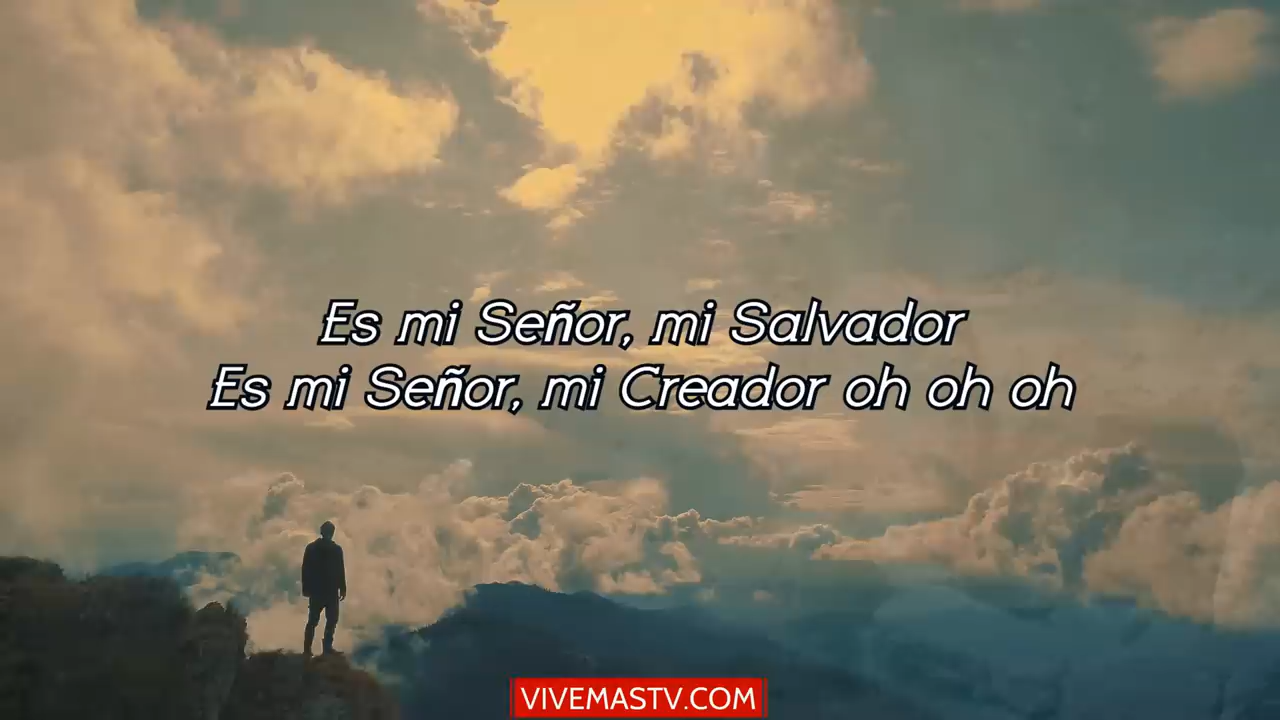 Es mi Señor, mi Salvador
Es mi Señor, mi Creador oh oh oh
VIVEMASTV.COM